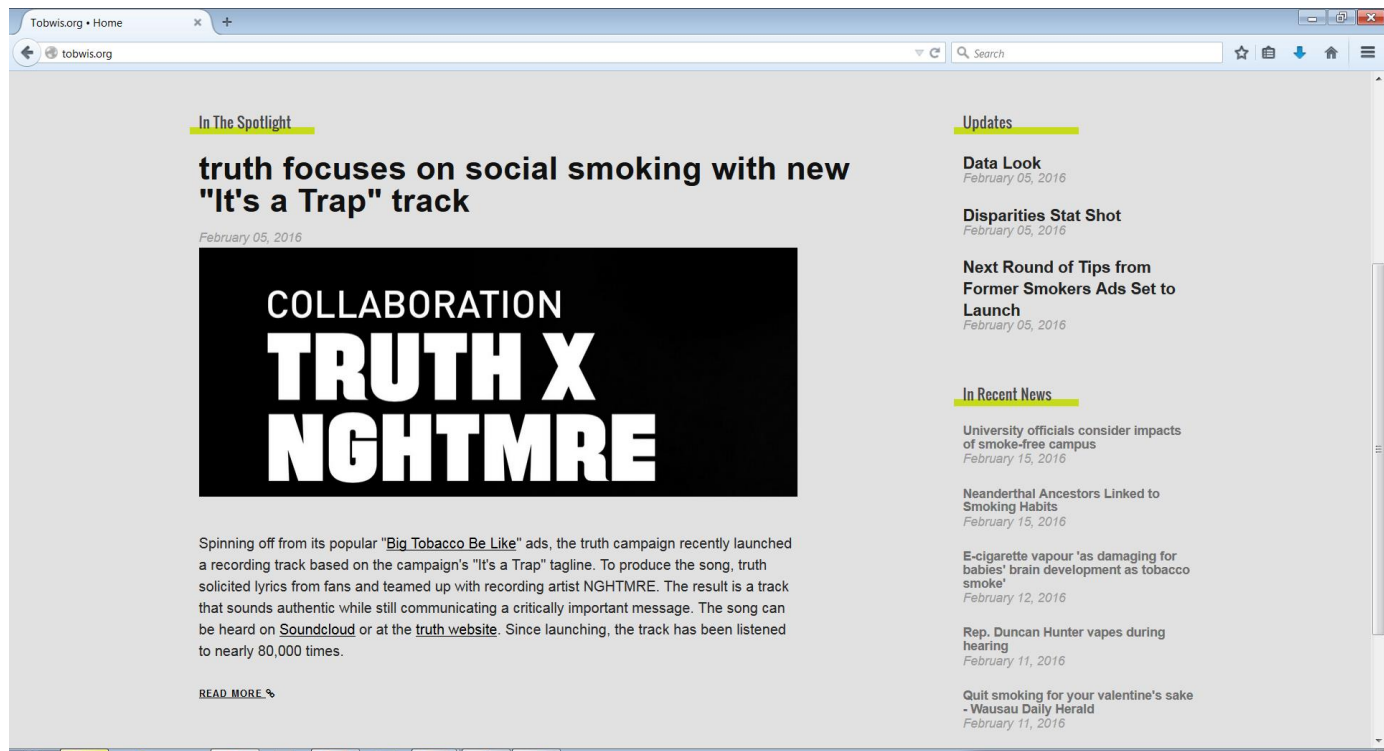 Tobwis.org • Home
tobwis.org
Search
In The Spotlight
truth focuses on social smoking with new
"It's a Trap" track
February 05, 2016
COLLABORATION
TRUTH X
NGHTMRE
Spinning off from its popular "Big Tobacco Be Like" ads, the truth campaign recently launched
a recording track based on the campaign's "It's a Trap" tagline. To produce the song, truth
solicited lyrics from fans and teamed up with recording artist NGHTMRE. The result is a track
that sounds authentic while still communicating a critically important message. The song can
be heard on Soundcloud or at the truth website. Since launching, the track has been listened
to nearly 80,000 times.
READ MORE
Updates
Data Look
February 05, 2016
Disparities Stat Shot
February 05, 2016
Next Round of Tips from
Former Smokers Ads Set to
Launch
February 05, 2016
In Recent News
University officials consider impacts
of smoke-free campus
February 15, 2016
Neanderthal Ancestors Linked to
Smoking Habits
February 15, 2016
E-cigarette vapour 'as damaging for
babies' brain development as tobacco
smoke'
February 12, 2016
Rep. Duncan Hunter vapes during
hearing
February 11, 2016
Quit smoking for your valentine's sake
- Wausau Daily Herald
February 11, 2016